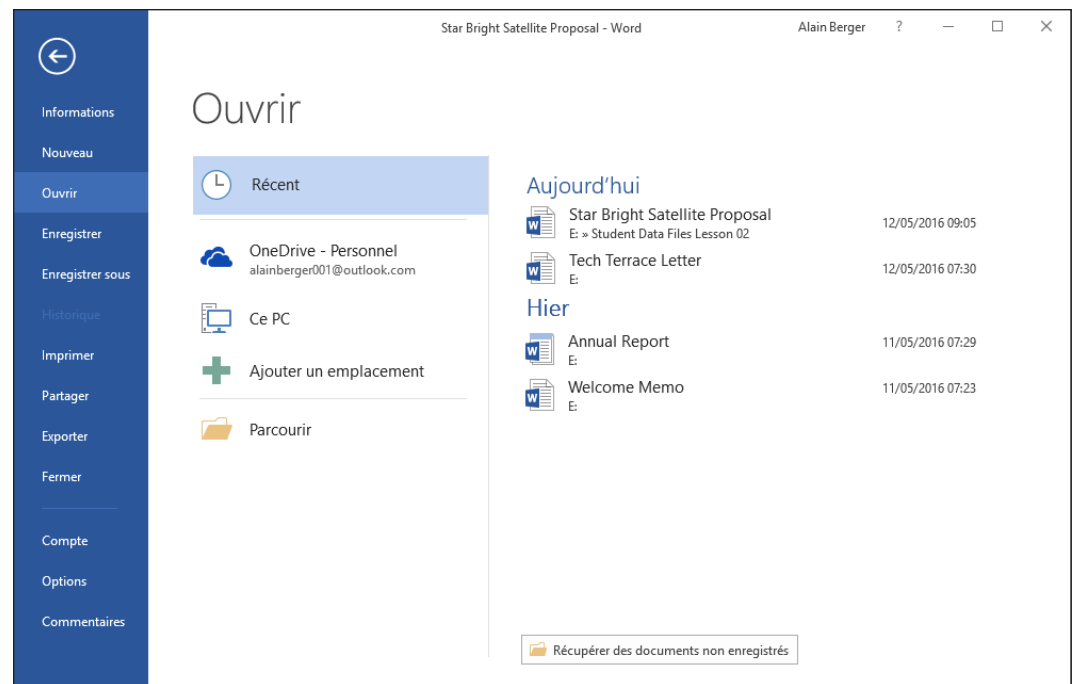 Star Bright Satellite Proposal - Word
Alain Berger
?
Informations
Nouveau
Ouvrir
Enregistrer
Enregistrer sous
Historique
Imprimer
Partager
Exporter
Fermer
Compte
Options
Commentaires
Ouvrir
Récent
OneDrive - Personnel
alainberger001@outlook.com
Ce PC
Ajouter un emplacement
Parcourir
Aujourd'hui
Star Bright Satellite Proposal 12/05/2016 09:05
E: » Student Data Files Lesson 02
Tech Terrace Letter 12/05/2016 07:30
E:
Hier
Annual Report 11/05/2016 07:29
E:
Welcome Memo 11/05/2016 07:23
E:
Récupérer des documents non enregistrés